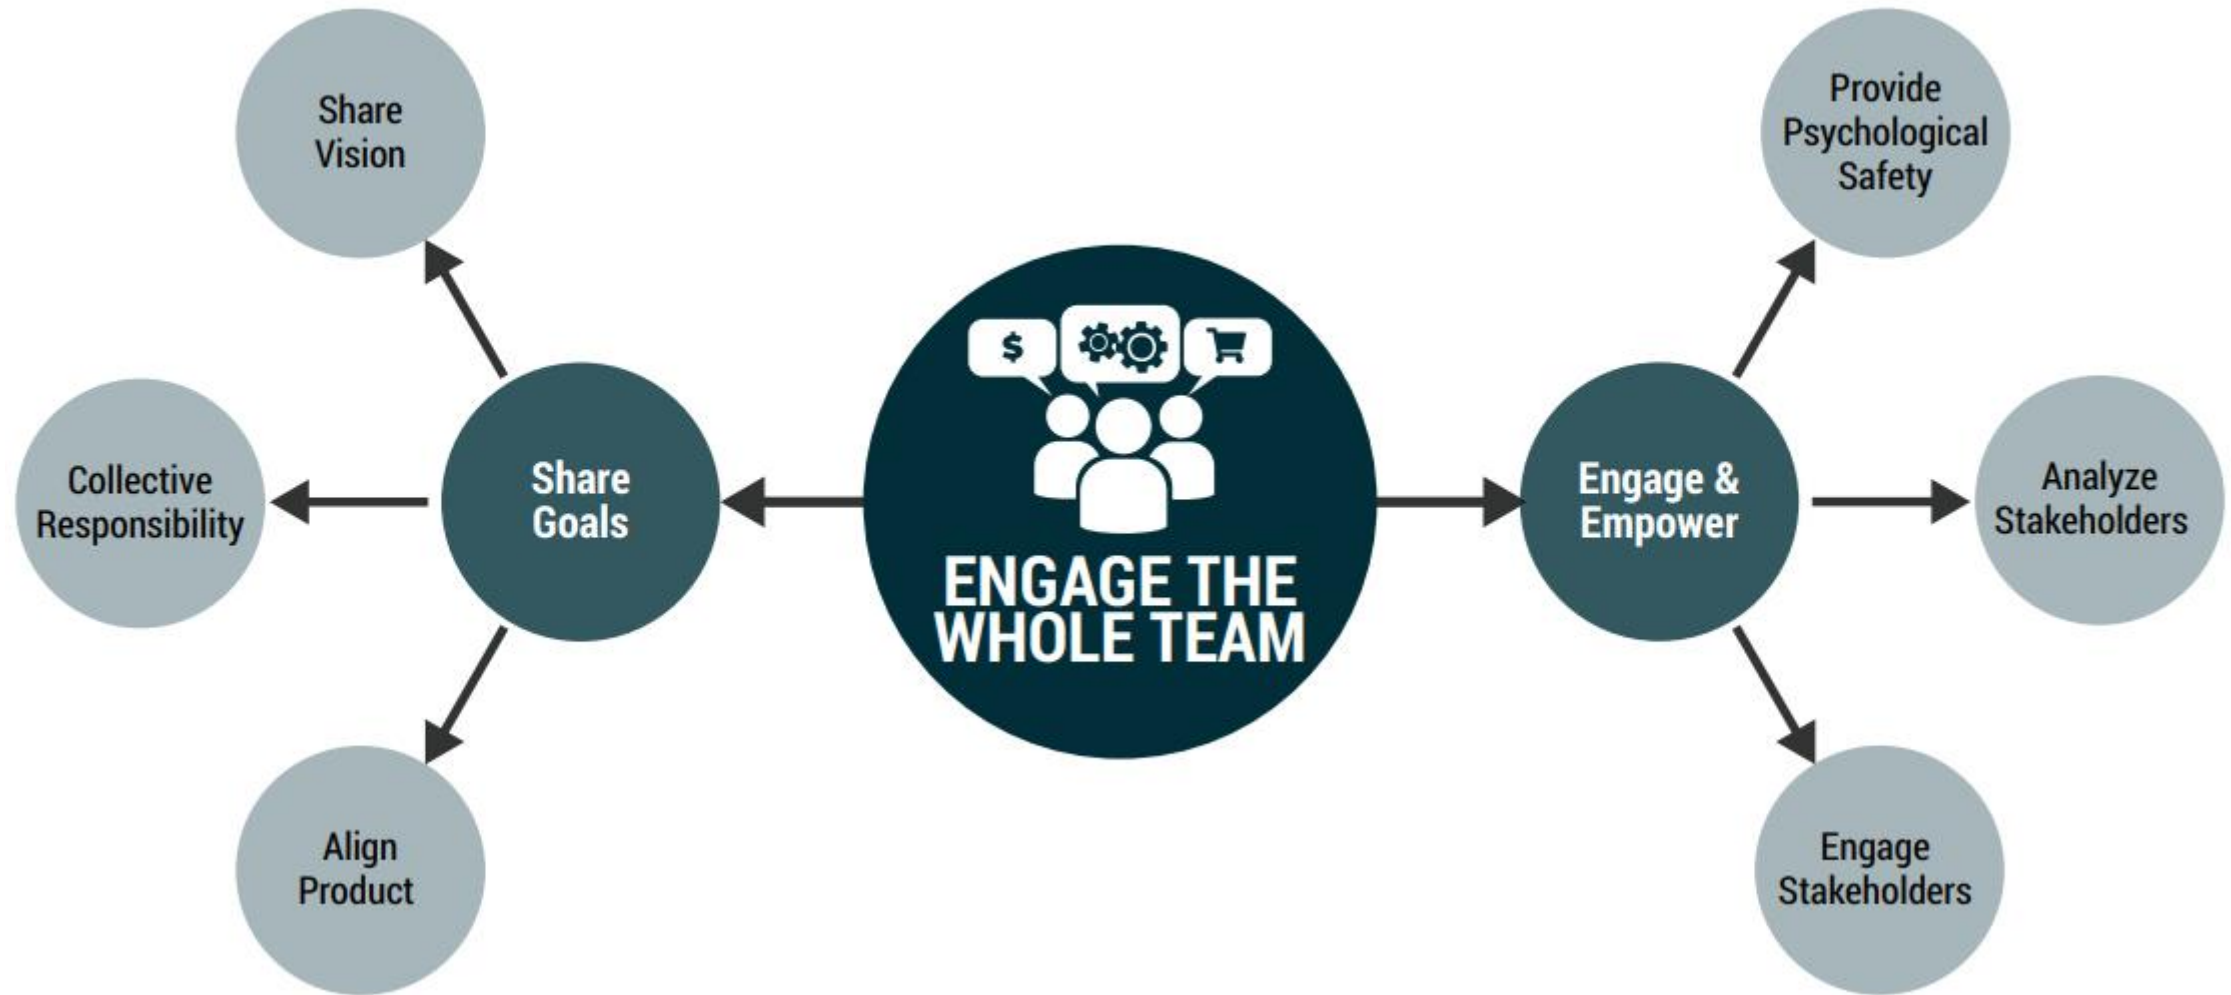 Share
Vision
Provide
Psychological
Safety
$
Collective
Responsibility
Share
Goals
ENGAGE THE
WHOLE TEAM
Engage &
Empower
Analyze
Stakeholders
Align
Product
Engage
Stakeholders